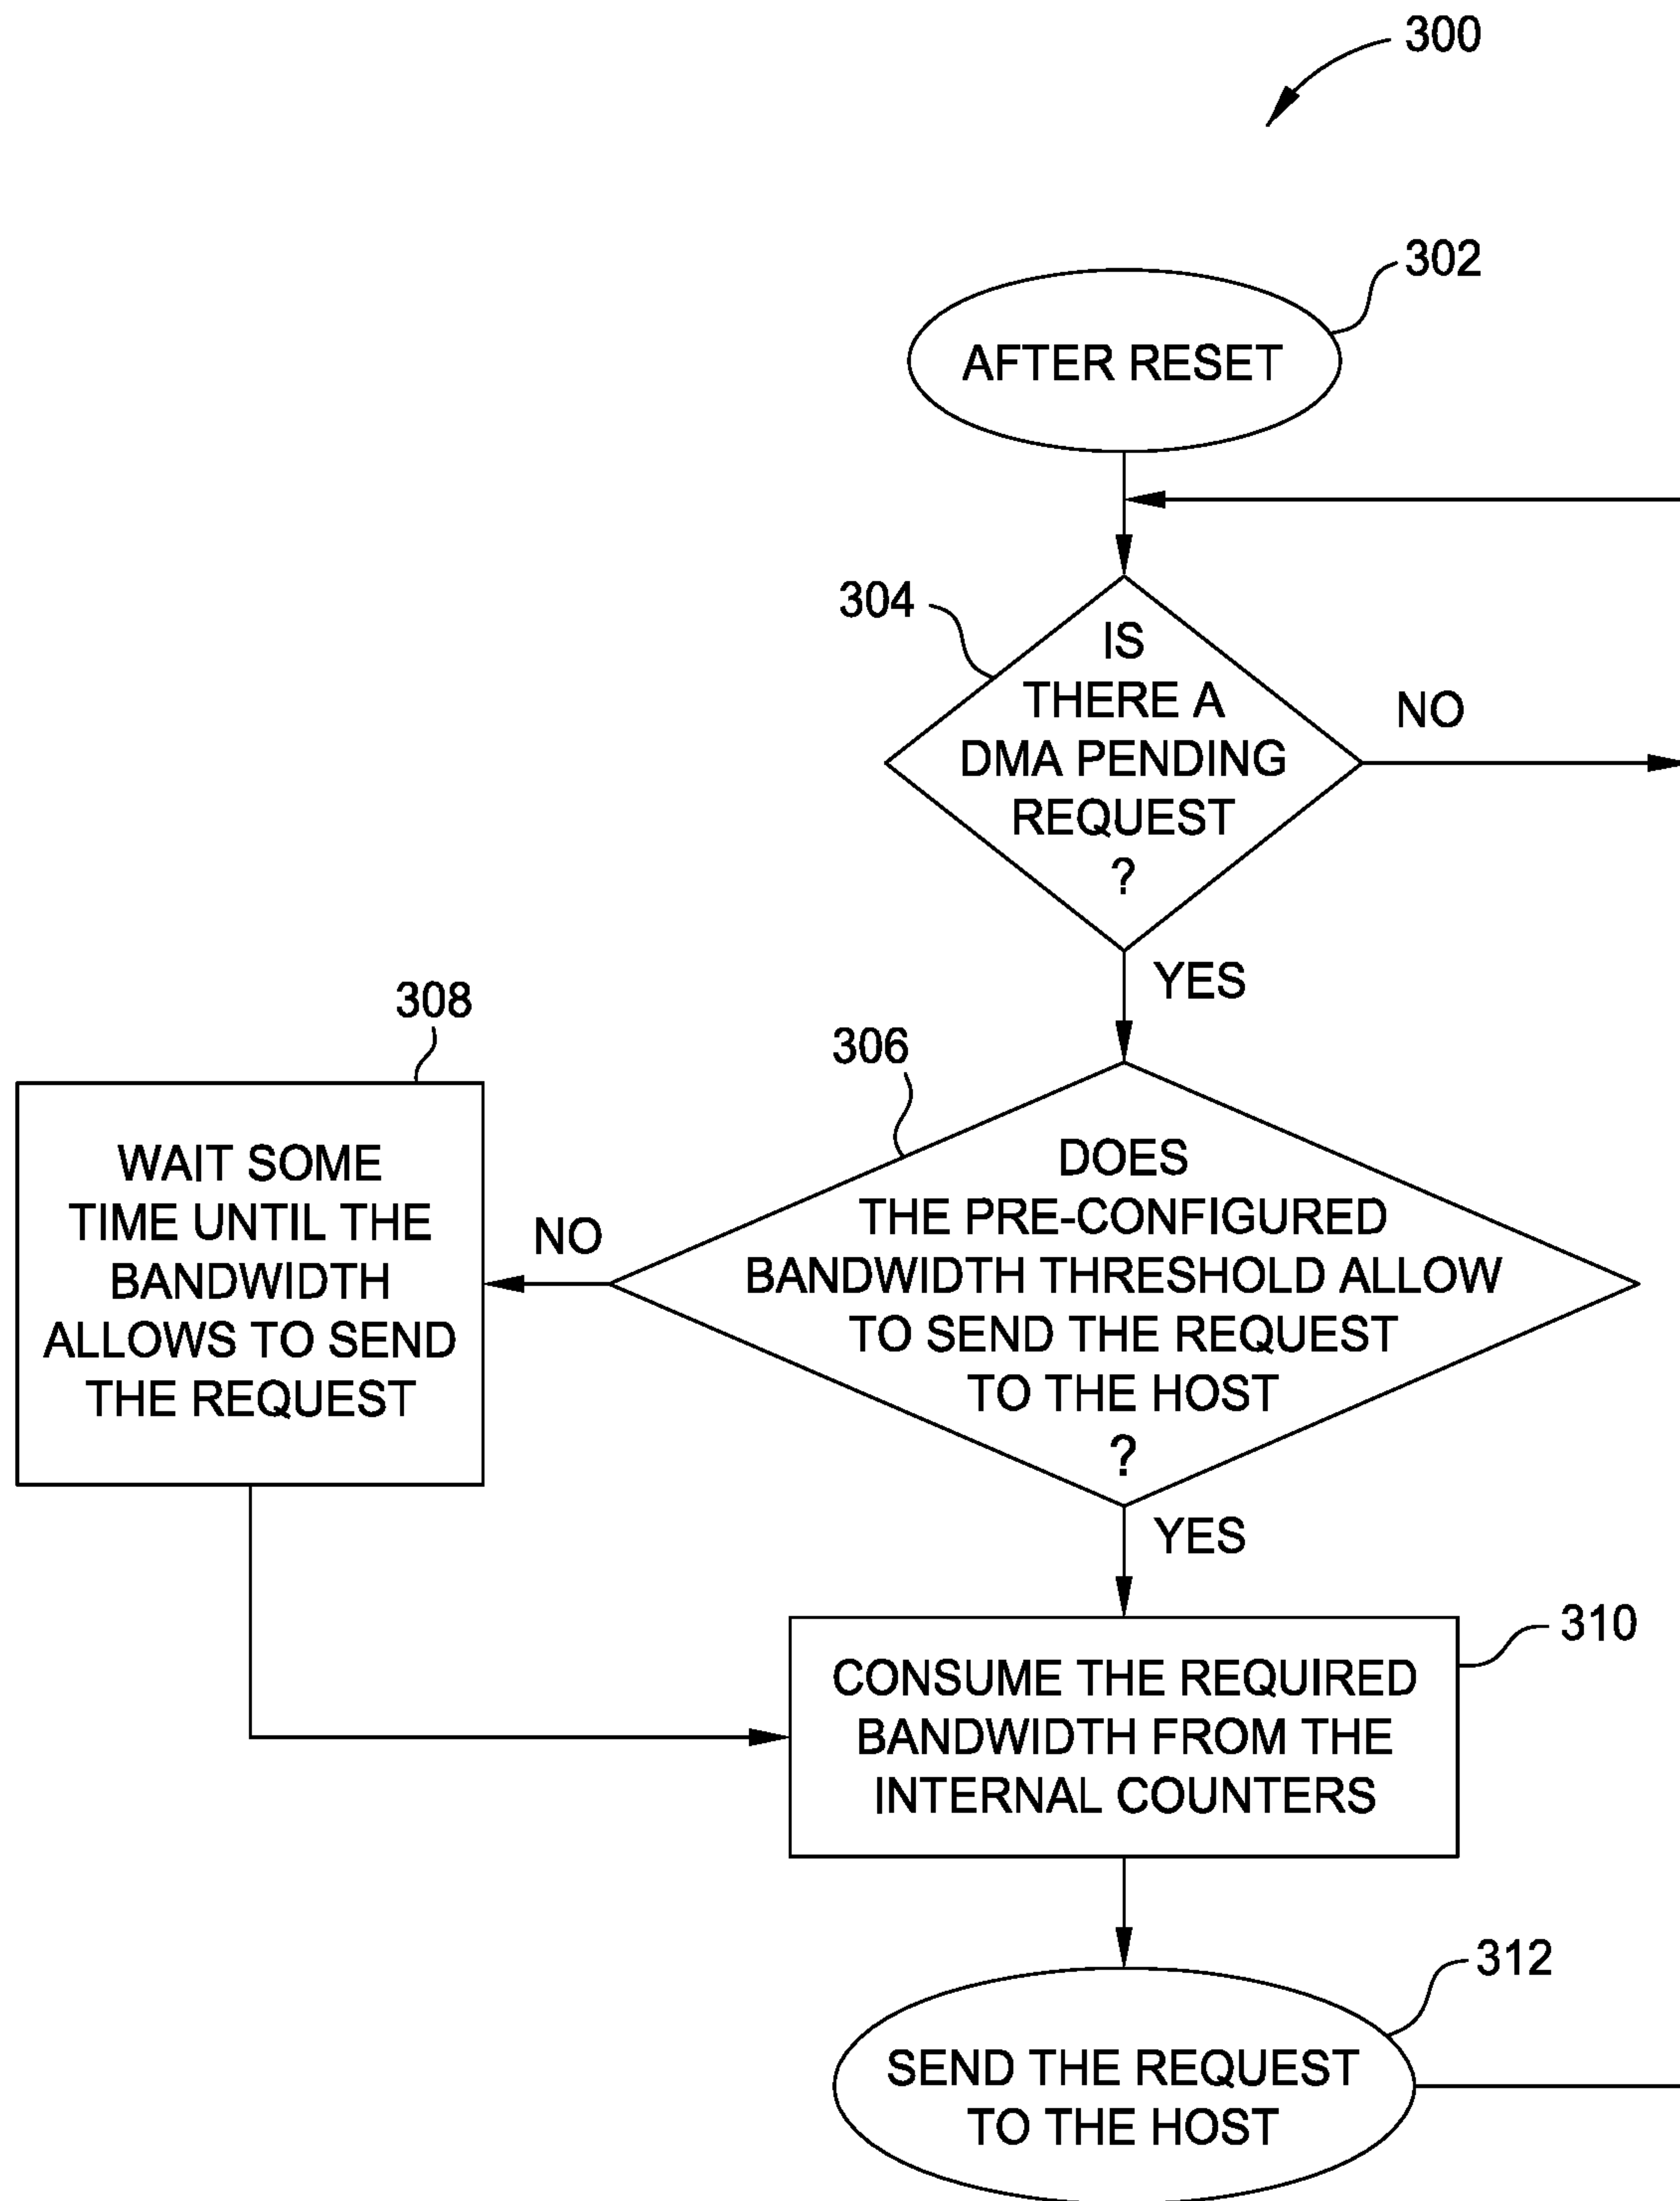 300
302
AFTER RESET
304
IS
THERE A
DMA PENDING
REQUEST
?
NO
YES
308
306
WAIT SOME
TIME UNTIL THE
BANDWIDTH
ALLOWS TO SEND
THE REQUEST
NO
DOES
THE PRE-CONFIGURED
BANDWIDTH THRESHOLD ALLOW
TO SEND THE REQUEST
TO THE HOST
?
YES
310
CONSUME THE REQUIRED
BANDWIDTH FROM THE
INTERNAL COUNTERS
312
SEND THE REQUEST
TO THE HOST